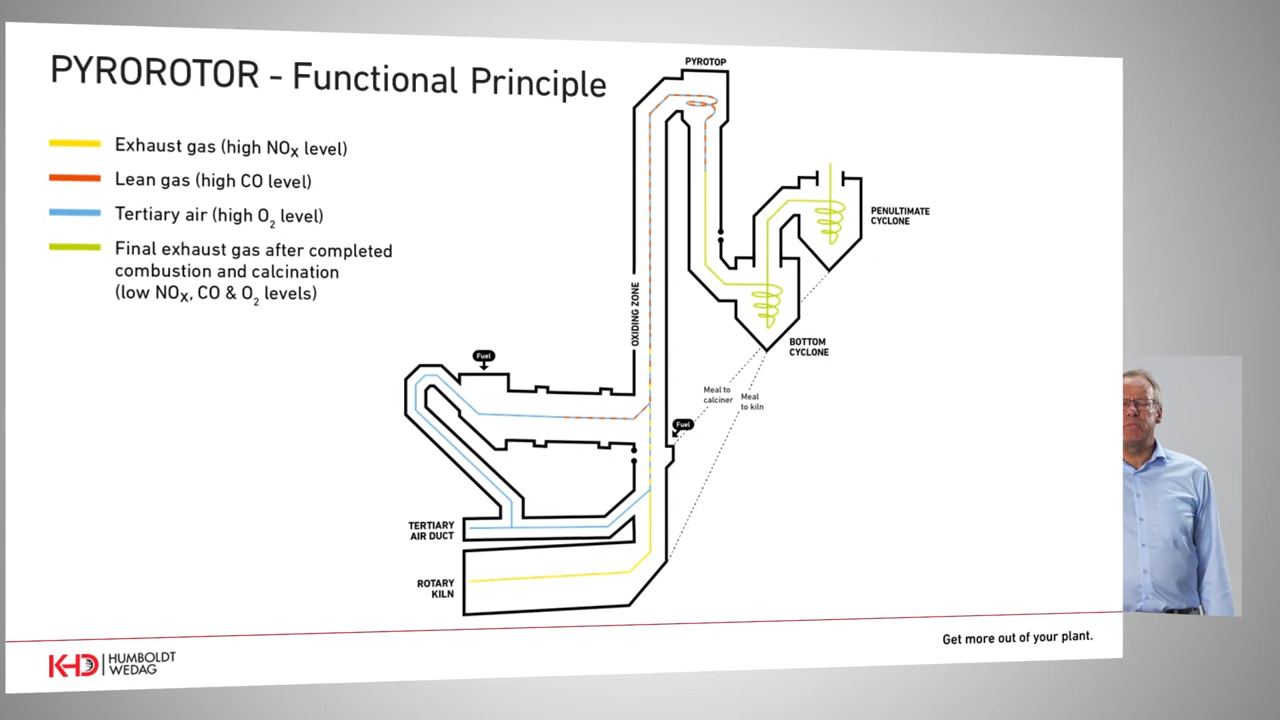 PYROROTOR - Functional Principle
Exhaust gas (high NOx level)
Lean gas (high CO level)
Tertiary air (high O2 level)
Final exhaust gas after completed
combustion and calcination
(low NOx, CO & O2 levels)
PYROTOP
PENULTIMATE
CYCLONE
OXIDING ZONE
BOTTOM
CYCLONE
Fuel
Meal to
calciner
Meal
to kiln
Fuel
TERTIARY
AIR DUCT
ROTARY
KILN
KHD HUMBOLDT
WEDAG
Get more out of your plant.